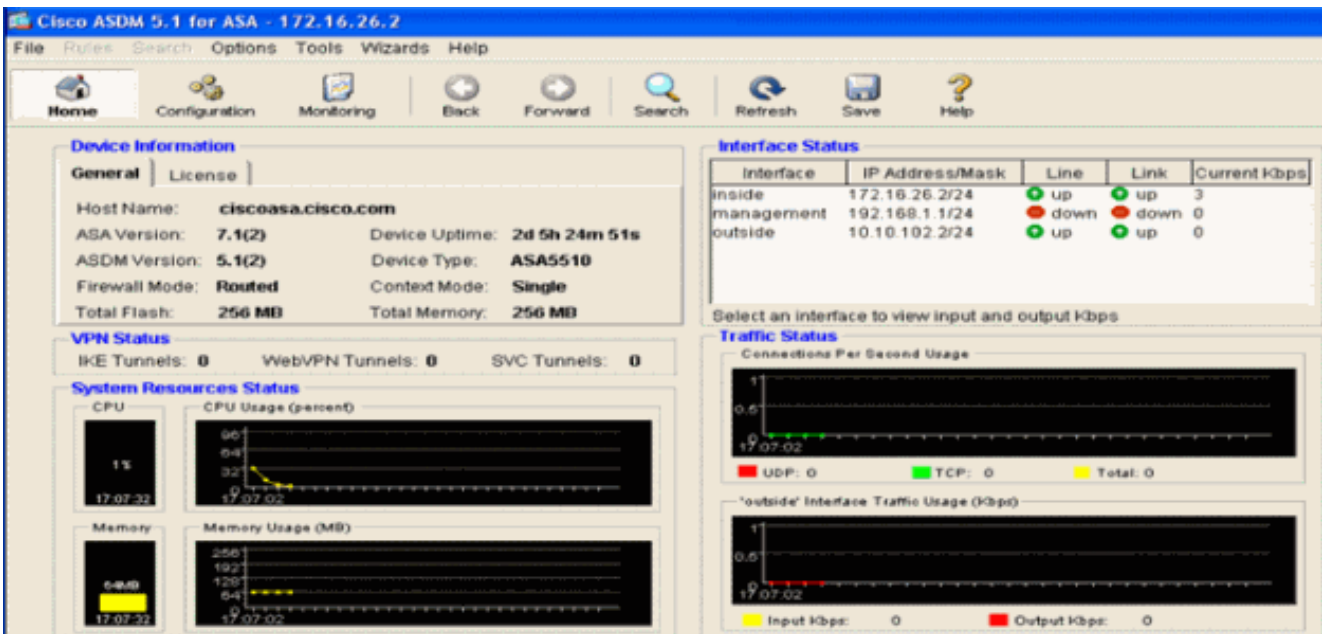 Cisco ASDM 5.1 for ASA - 172.16.26.2
File Rules Search Options Tools Wizards Help
Home Configuration Monitoring Back Forward Search Refresh Save Help
Device Information
General License
Host Name: ciscoasa.cisco.com
ASA Version: 7.1(2) Device Uptime: 2d 5h 24m 51s
ASDM Version: 5.1(2) Device Type: ASA5510
Firewall Mode: Routed Context Mode: Single
Total Flash: 256 MB Total Memory: 256 MB
VPN Status
IKE Tunnels: 0 WebVPN Tunnels: 0 SVC Tunnels: 0
System Resources Status
CPU
1%
17:07:32
CPU Usage (percent)
96
64
32
0
17:07:02
Memory
64MB
17:07:32
Memory Usage (MB)
256
192
128
64
0
17:07:02
Interface Status
Interface IP Address/Mask Line Link Current Kbps
inside 172.16.26.2/24 up up 3
management 192.168.1.1/24 down down 0
outside 10.10.102.2/24 up up 0
Select an interface to view input and output Kbps
Traffic Status
Connections Per Second Usage
1
0.5
0
17:07:02
UDP: 0 TCP: 0 Total: 0
'outside' Interface Traffic Usage (Kbps)
1
0.5
0
17:07:02
Input Kbps: 0 Output Kbps: 0